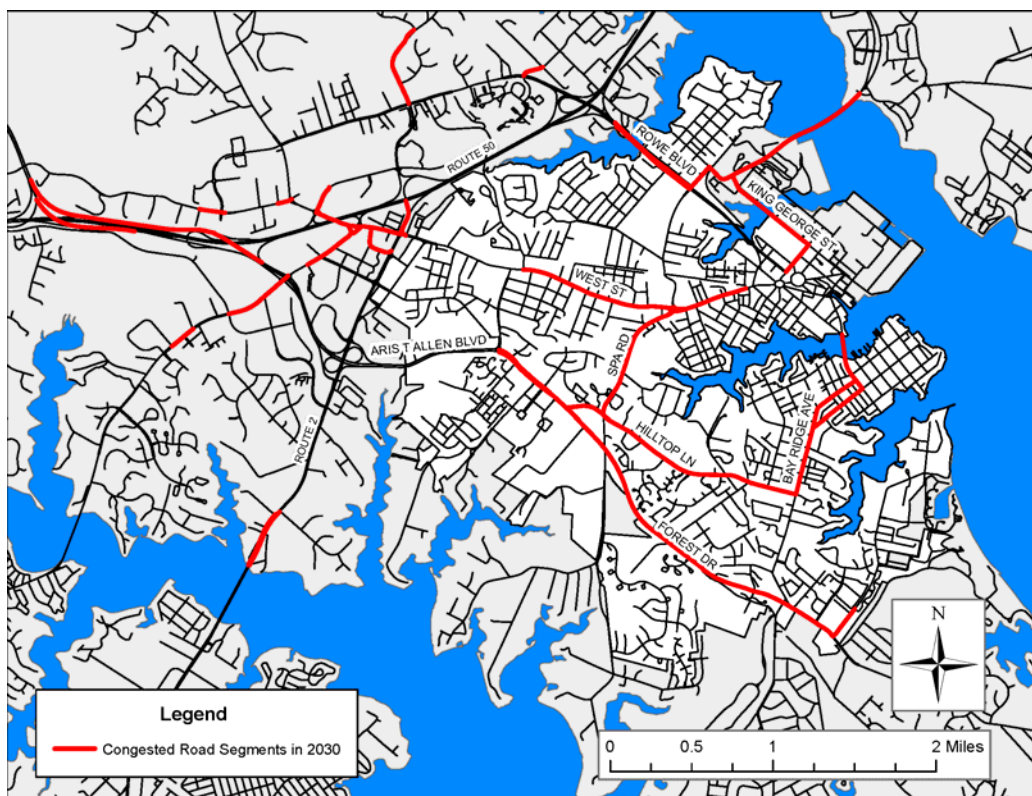 ROUTE 50
ROWE BLVD
KING GEORGE ST
WEST ST
ARIS T ALLEN BLVD
SPA RD
HILLTOP LN
BAY RIDGE AVE
ROUTE 2
FOREST DR
N
Legend
Congested Road Segments in 2030
0 0.5 1 2 Miles